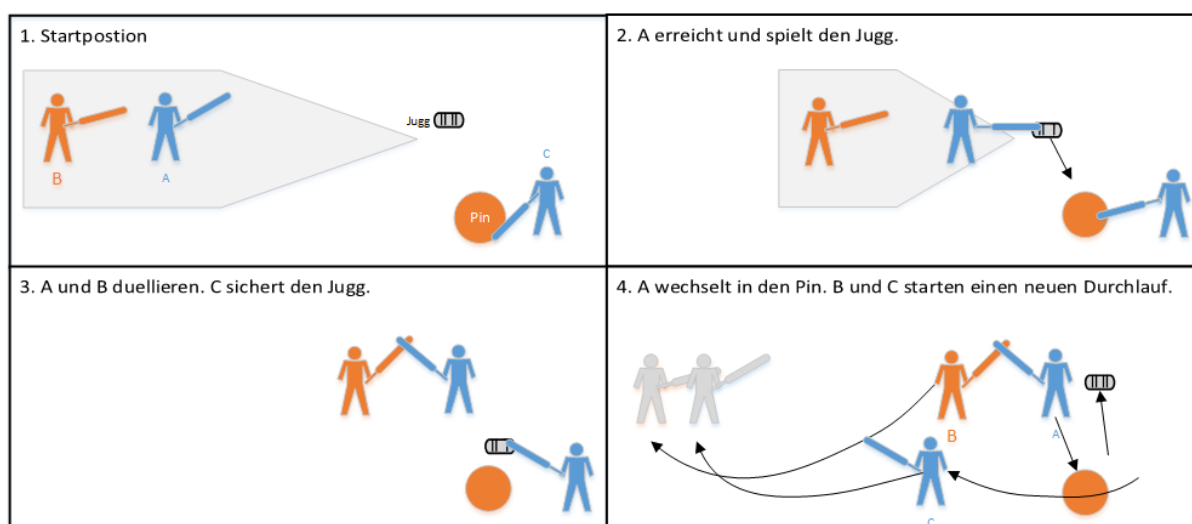 1. Startpostion
Jugg
B
A
C
Pin
2. A erreicht und spielt den Jugg.
3. A und B duellieren. C sichert den Jugg.
4. A wechselt in den Pin. B und C starten einen neuen Durchlauf.
B
A
C